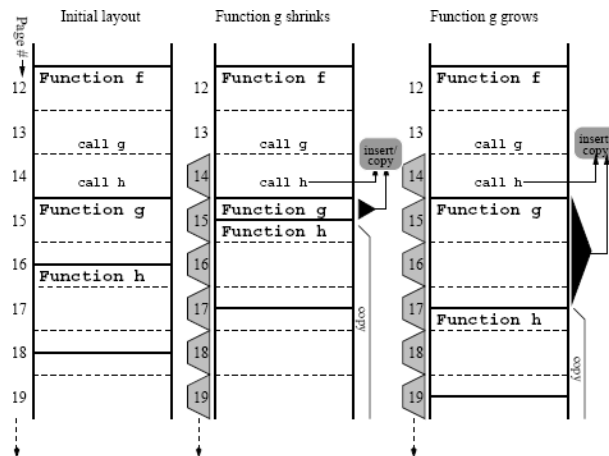 Initial layout
Function g shrinks
Function g grows
Page #
12
Function f
13
call g
14
call h
Function g
15
16
Function h
17
18
19
12
Function f
13
call g
insert/
copy
14
call h
Function g
15
Function h
16
17
copy
18
19
12
Function f
13
call g
insert/
copy
14
call h
Function g
15
16
17
Function h
18
copy
19